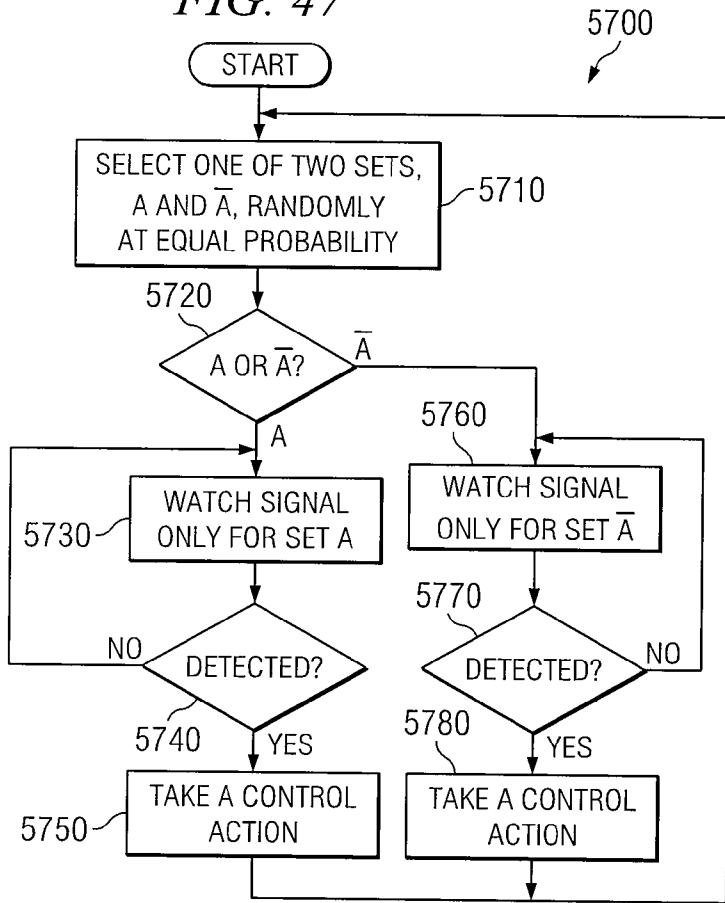 FIG. 47
5700
START
SELECT ONE OF TWO SETS,
A AND A̅, RANDOMLY
AT EQUAL PROBABILITY
5710
5720
A OR A̅?
A̅
A
5760
WATCH SIGNAL
ONLY FOR SET A
5730
WATCH SIGNAL
ONLY FOR SET A̅
5770
NO
DETECTED?
5740
YES
DETECTED?
NO
5780
YES
TAKE A CONTROL
ACTION
5750
TAKE A CONTROL
ACTION